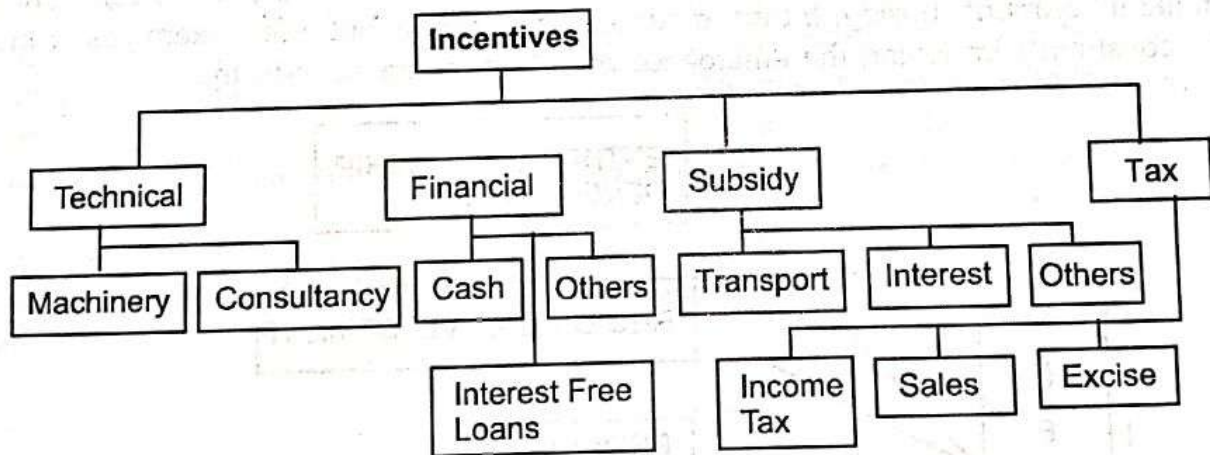 Incentives
Technical
Financial
Subsidy
Tax
Machinery
Consultancy
Cash
Others
Transport
Interest
Others
Interest Free
Loans
Income
Tax
Sales
Excise